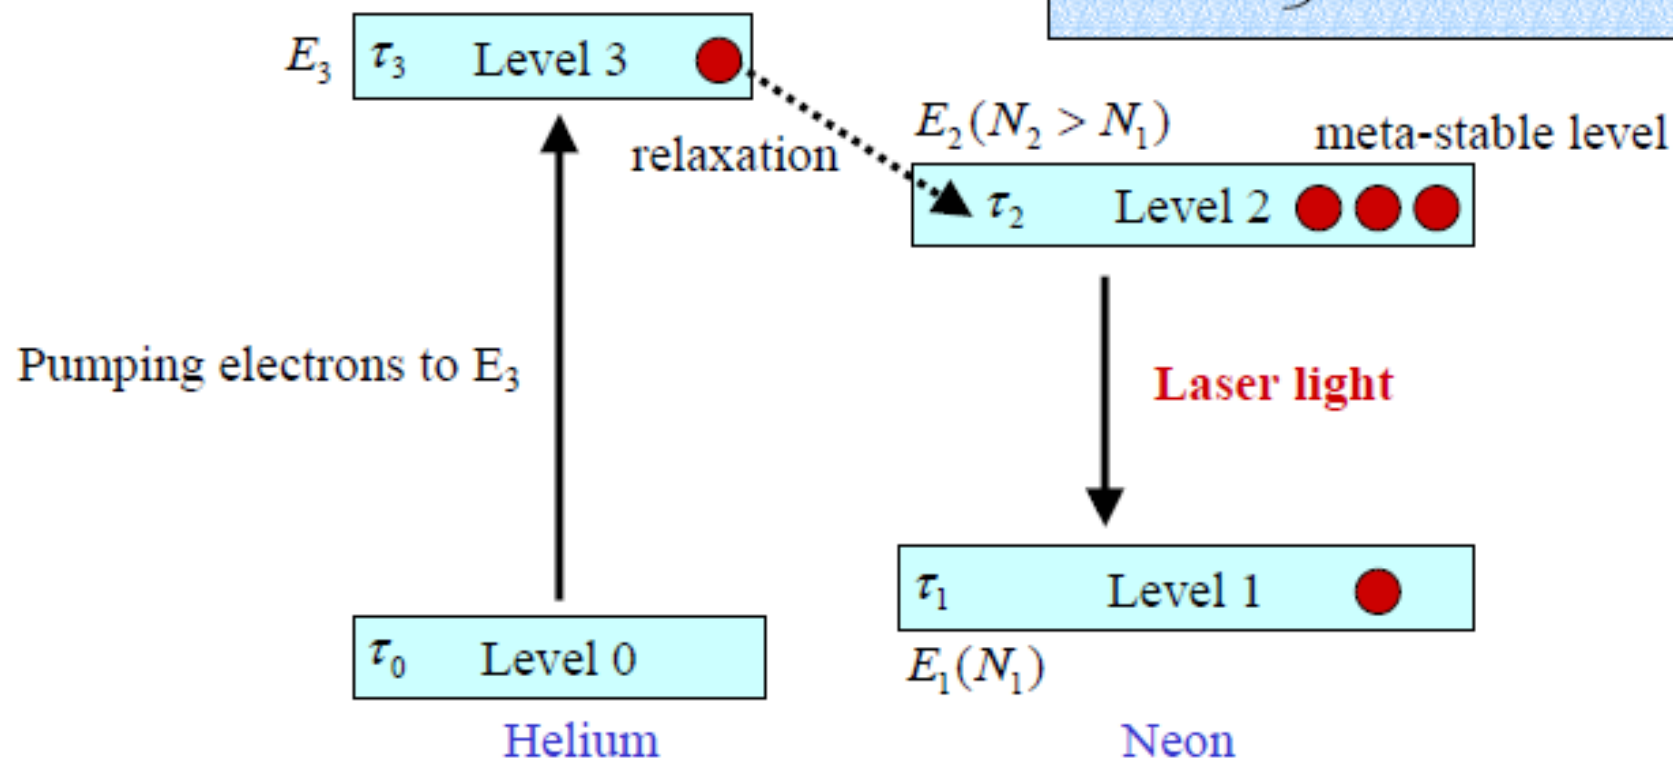 E₃ τ₃ Level 3
E₂(N₂ > N₁)
meta-stable level
relaxation
τ₂ Level 2
Pumping electrons to E₃
Laser light
τ₁ Level 1
τ₀ Level 0
E₁(N₁)
Helium
Neon